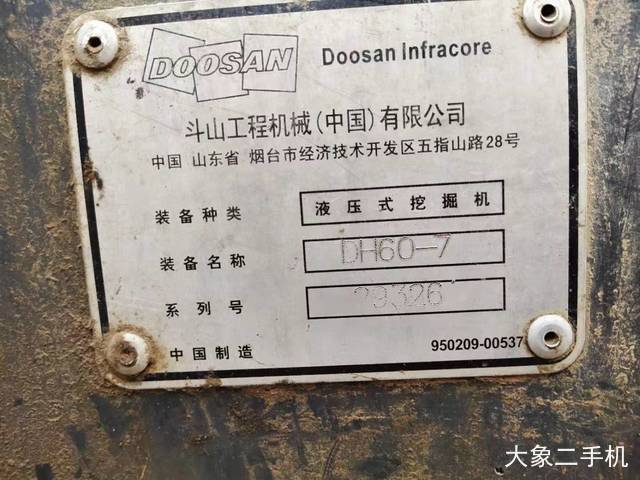 DOOSAN Doosan Infracore
斗山工程机械(中国)有限公司
中国 山东省 烟台市经济技术开发区五指山路28号
装备种类 液压式挖掘机
装备名称 DH60-7
系列号 29326
中国制造 950209-00537
大象二手机